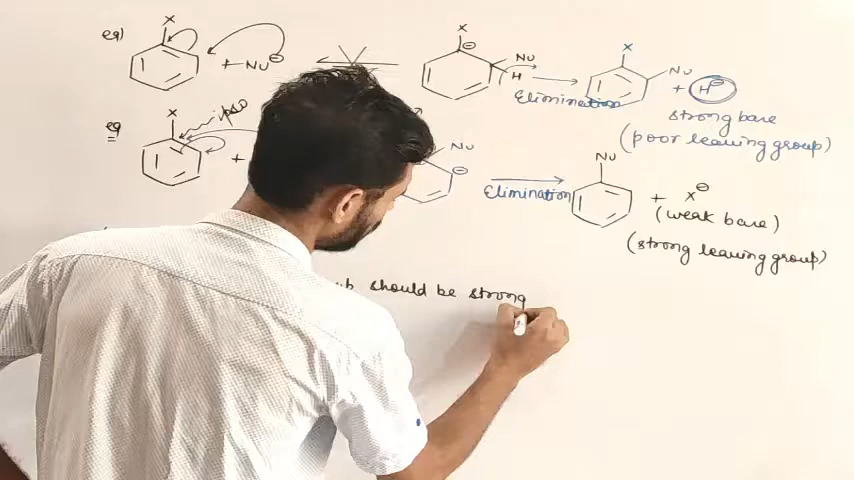 eg) X + Nu⊖ X ⊖ Nu H Elimination X Nu + H⊖
strong base
(poor leaving group)
eg X ipso + Nu ⊖ Elimination Nu + X⊖
(weak base)
(strong leaving group)
should be strong